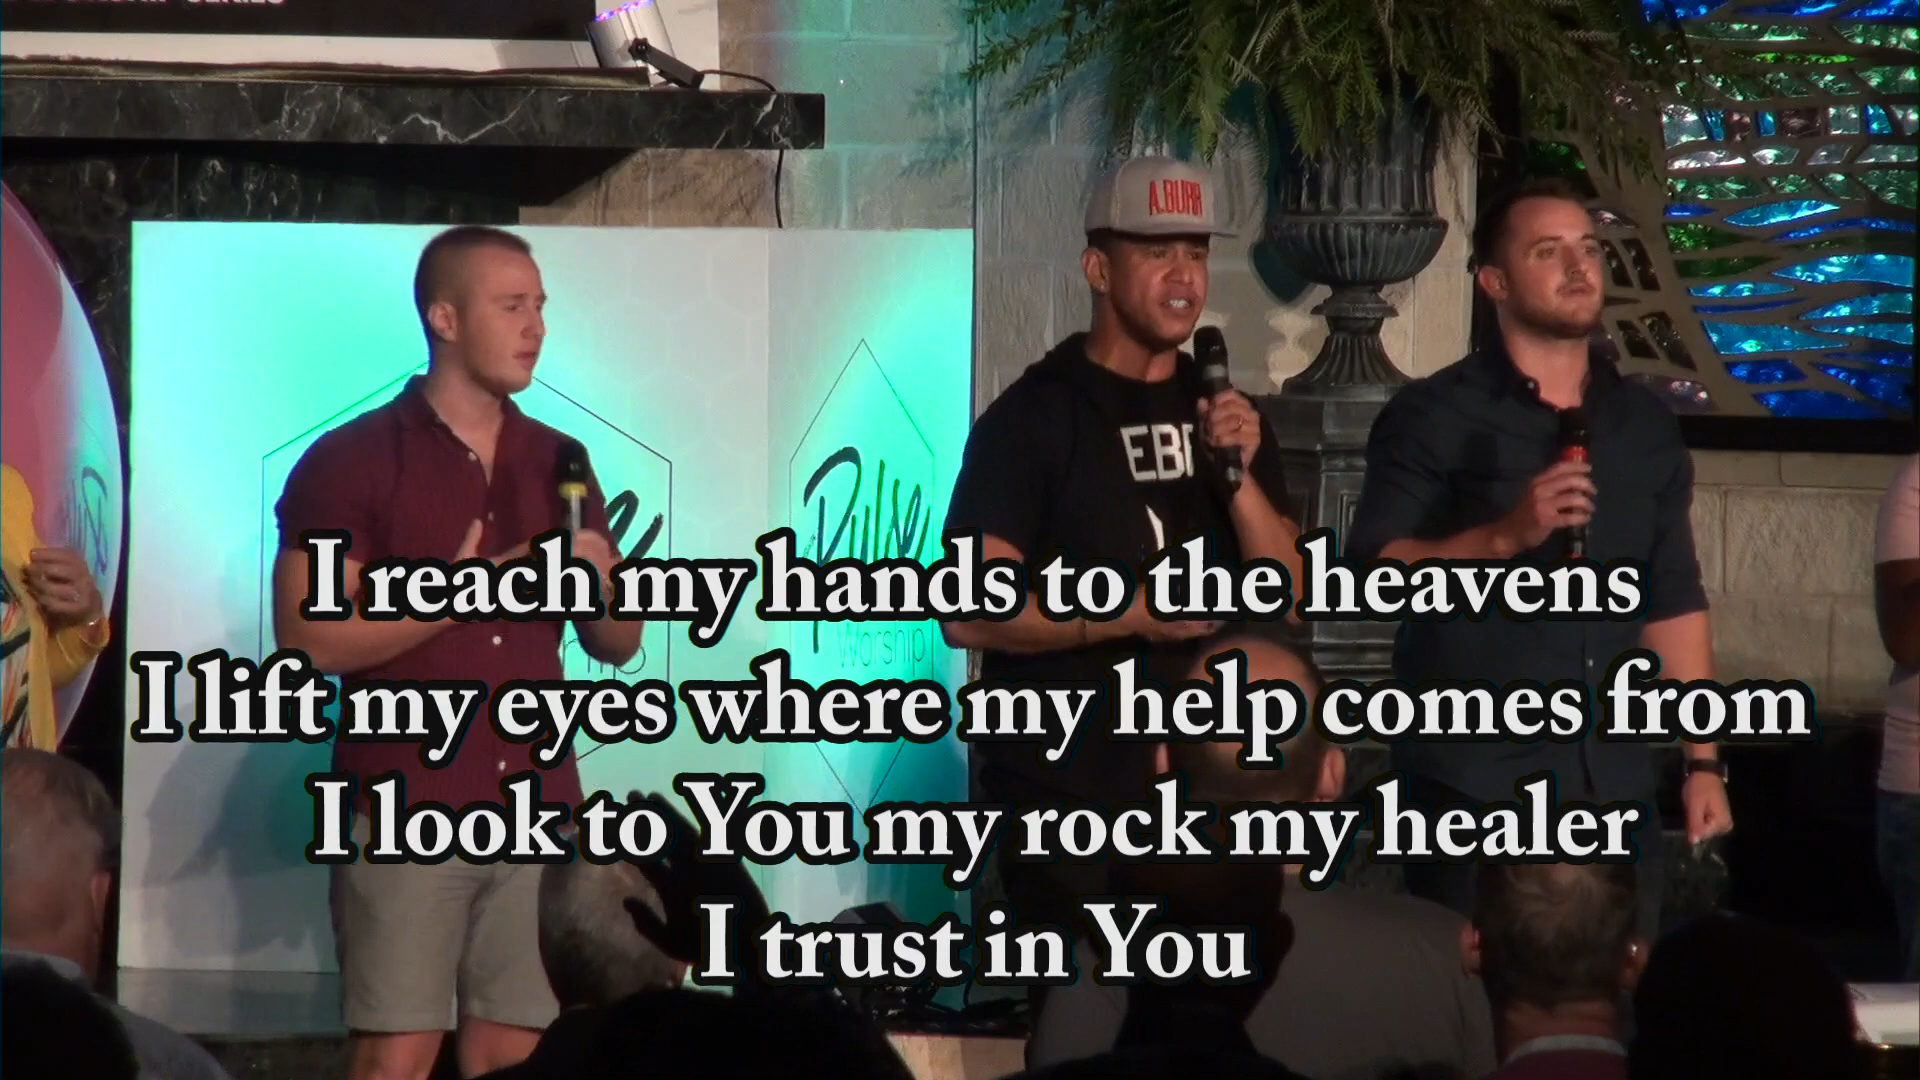 SERIES
A.BURR
Pulse
Worship
I reach my hands to the heavens
I lift my eyes where my help comes from
I look to You my rock my healer
I trust in You